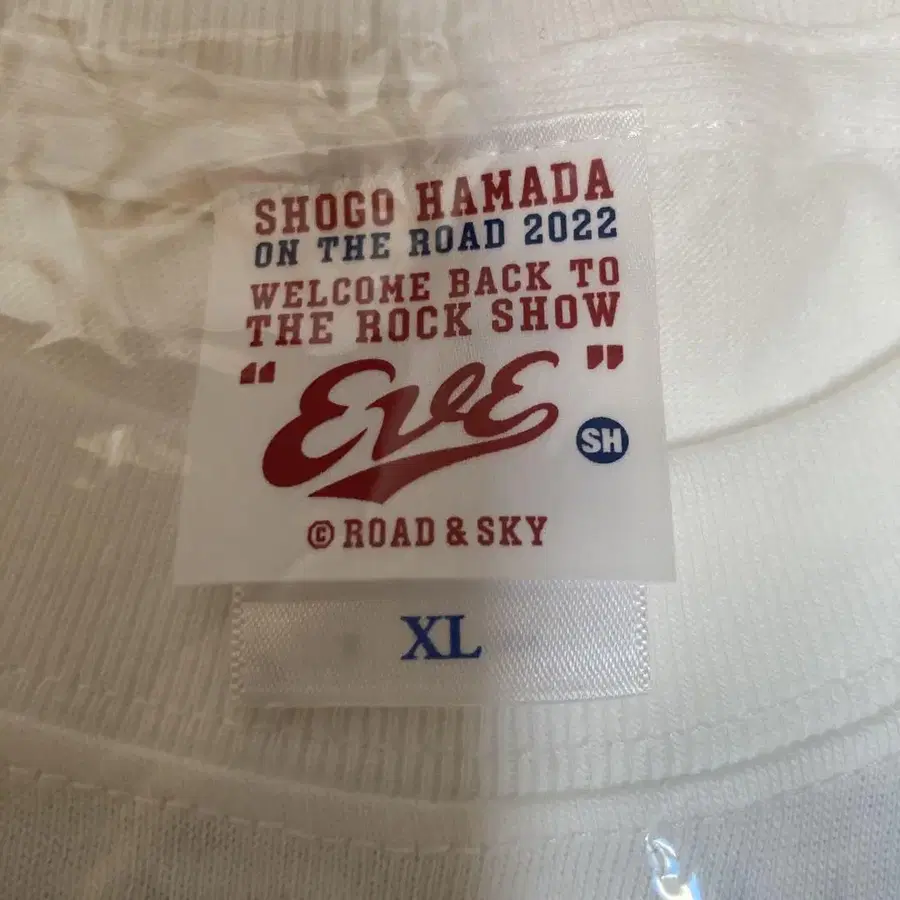 SHOGO HAMADA
ON THE ROAD 2022
WELCOME BACK TO
THE ROCK SHOW
“EVE”
SH
© ROAD & SKY
XL